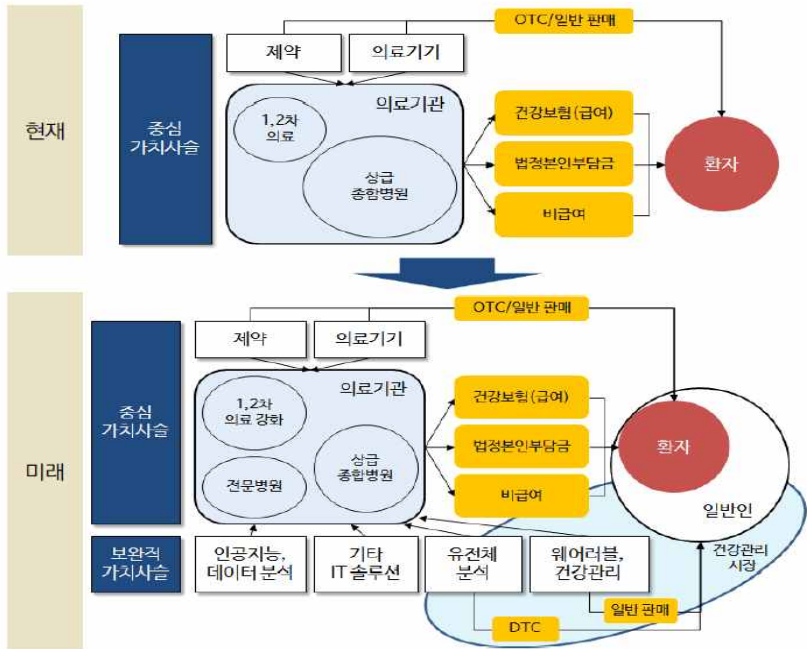 OTC/일반 판매
제약
의료기기
현재
중심
가치사슬
의료기관
1,2차
의료
상급
종합병원
건강보험(급여)
법정본인부담금
비급여
환자
OTC/일반 판매
제약
의료기기
미래
중심
가치사슬
의료기관
1,2차
의료 강화
전문병원
상급
종합병원
건강보험(급여)
법정본인부담금
비급여
환자
일반인
건강관리
시장
보완적
가치사슬
인공지능,
데이터 분석
기타
IT 솔루션
유전체
분석
웨어러블,
건강관리
일반 판매
DTC